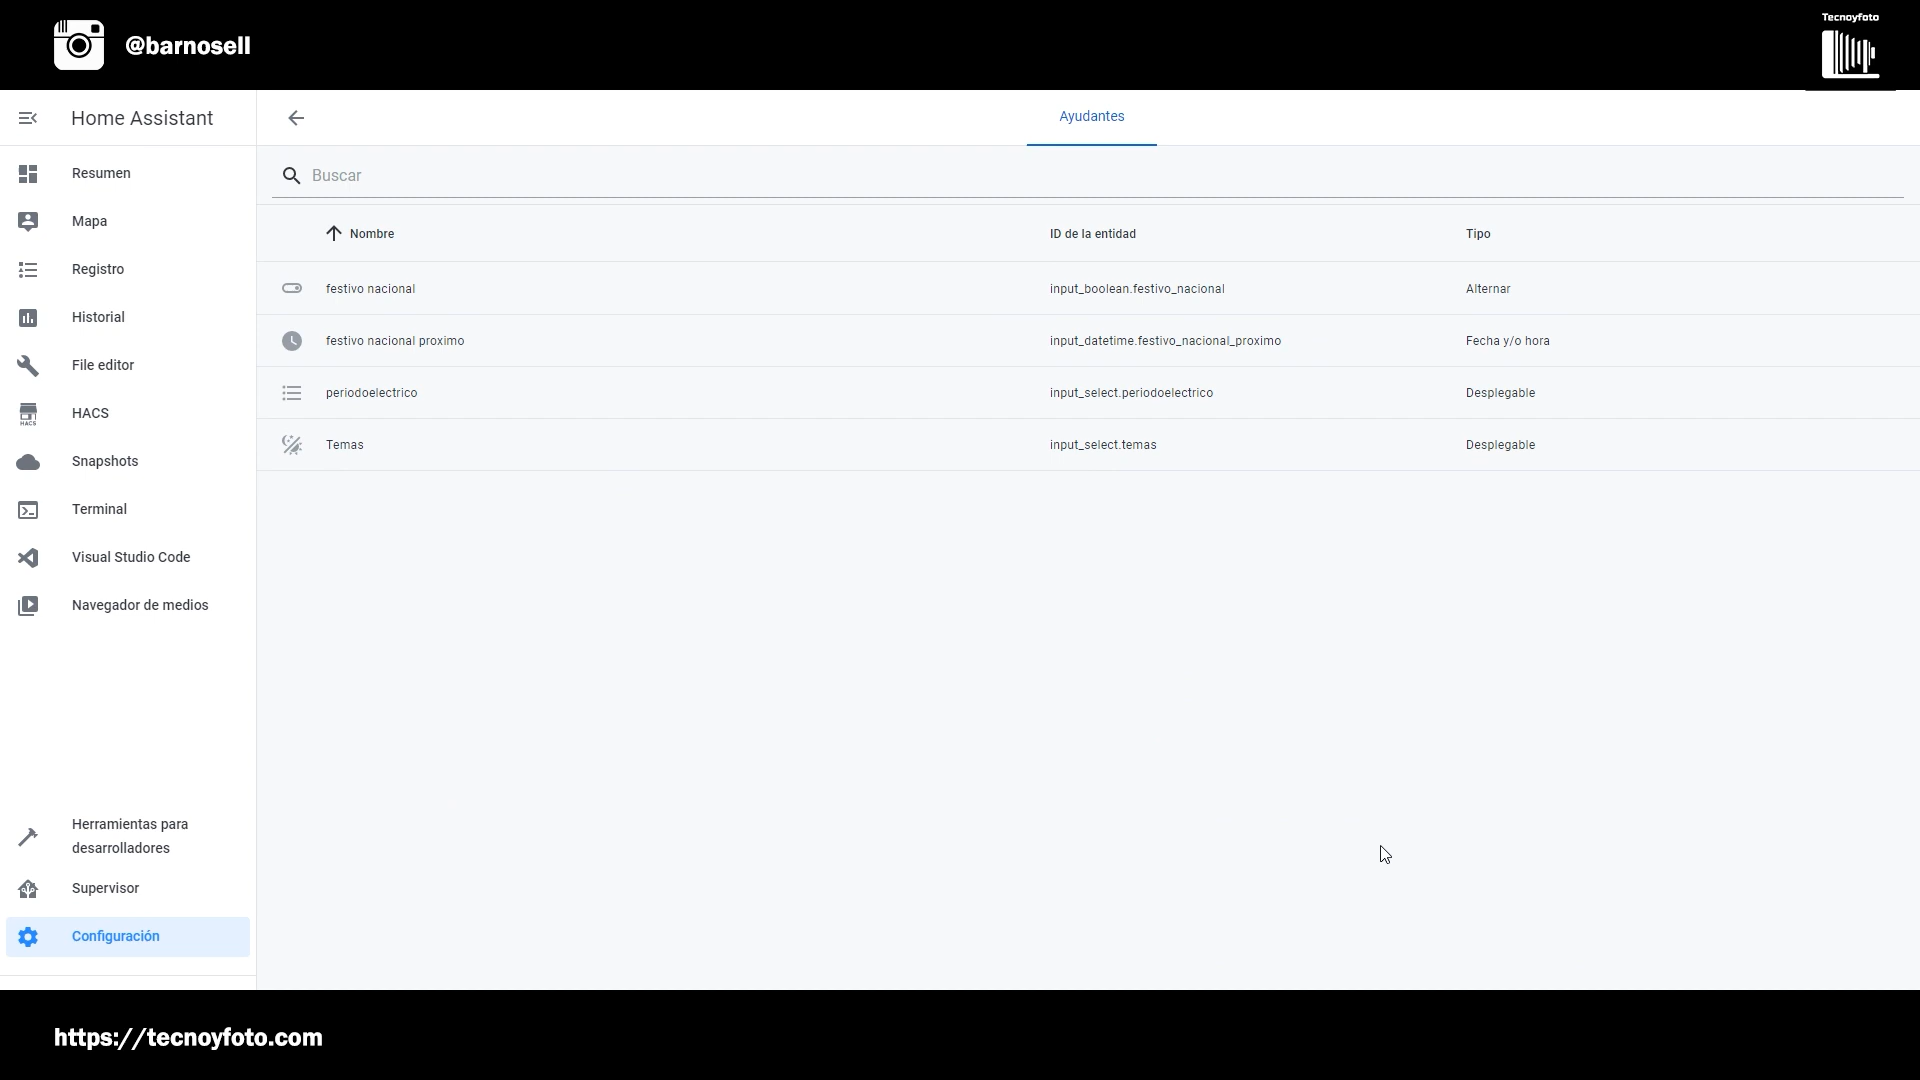 @barnosell
Tecnoyfoto
Home Assistant
Ayudantes
Resumen
Mapa
Registro
Historial
File editor
HACS
HACS
Snapshots
Terminal
Visual Studio Code
Navegador de medios
Herramientas para
desarrolladores
Supervisor
Configuración
Buscar
Nombre ID de la entidad Tipo
festivo nacional input_boolean.festivo_nacional Alternar
festivo nacional proximo input_datetime.festivo_nacional_proximo Fecha y/o hora
periodoelectrico input_select.periodoelectrico Desplegable
Temas input_select.temas Desplegable
https://tecnoyfoto.com